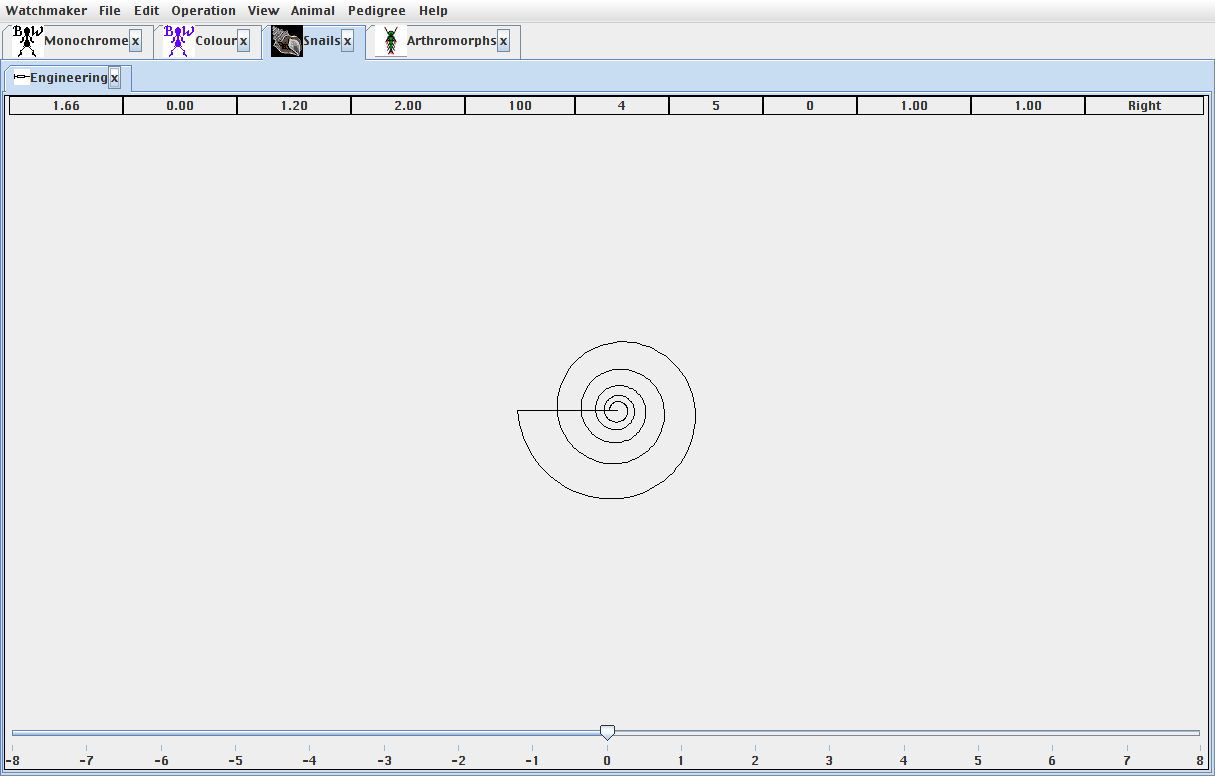 Watchmaker File Edit Operation View Animal Pedigree Help
BW Monochrome x BW Colour x Snails x Arthromorphs x
Engineering x
1.66 0.00 1.20 2.00 100 4 5 0 1.00 1.00 Right
-8 -7 -6 -5 -4 -3 -2 -1 0 1 2 3 4 5 6 7 8